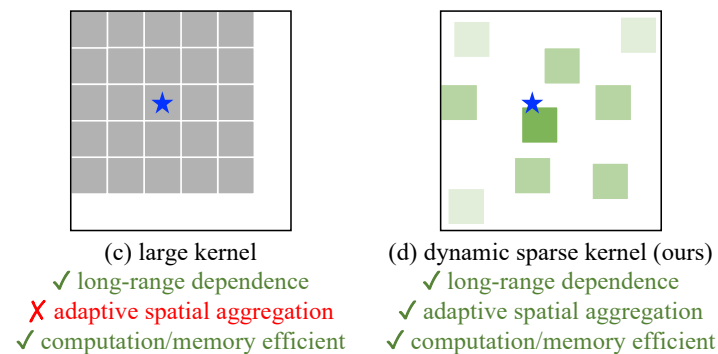 (c) large kernel
✓ long-range dependence
✗ adaptive spatial aggregation
✓ computation/memory efficient
(d) dynamic sparse kernel (ours)
✓ long-range dependence
✓ adaptive spatial aggregation
✓ computation/memory efficient